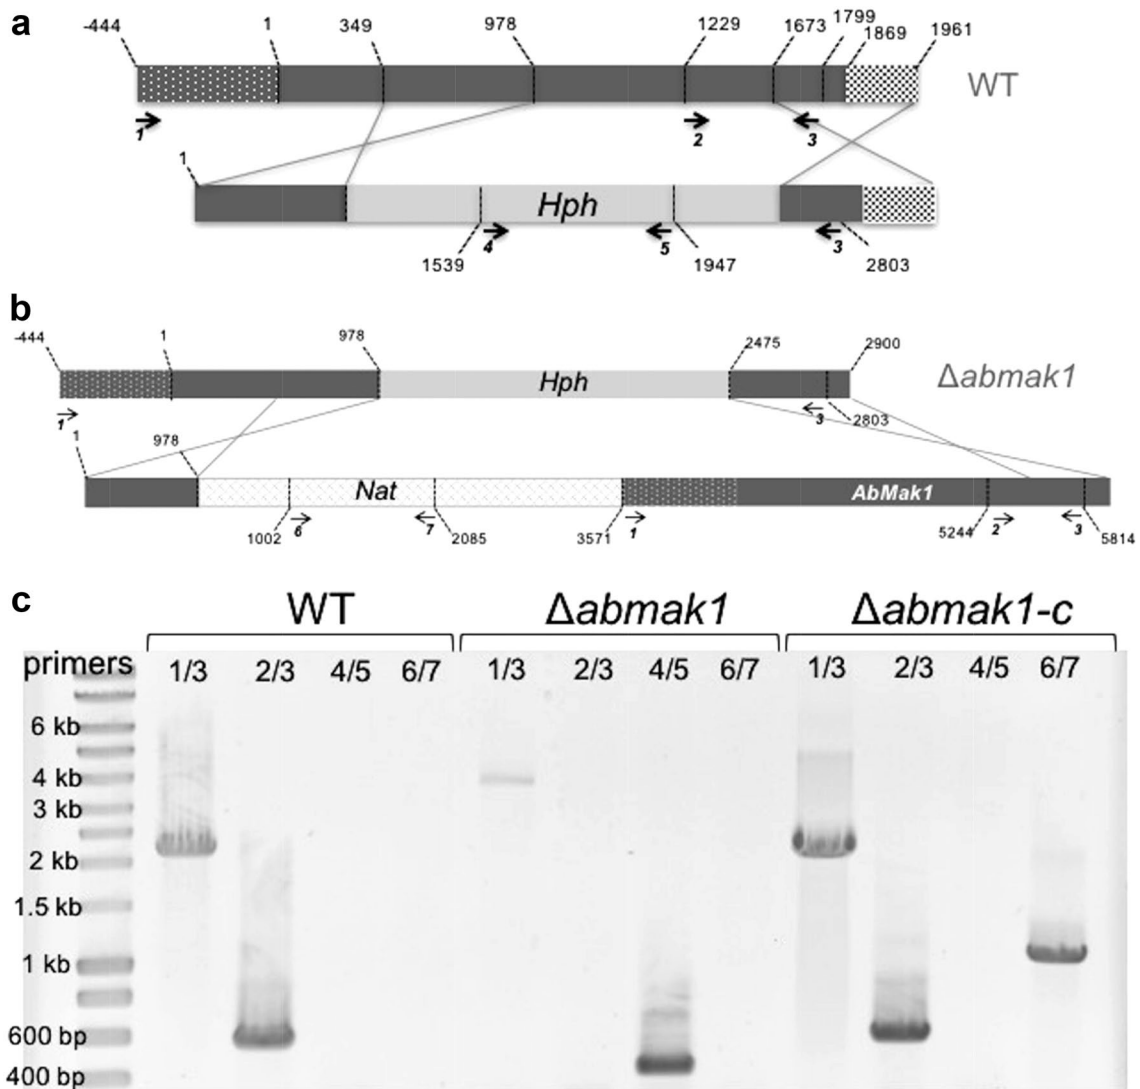 a
-444 1 349 978 1229 1673 1799 1869 1961
WT
1 2 3
1
Hph
4 5 3
1539 1947 2803
b
-444 1 978 2475 2900
Hph
Δabmak1
1 3 2803
1 978
Nat AbMak1
1002 6 7 2085 3571 1 5244 2 3 5814
c
WT Δabmak1 Δabmak1-c
primers 1/3 2/3 4/5 6/7 1/3 2/3 4/5 6/7 1/3 2/3 4/5 6/7
6 kb
4 kb
3 kb
2 kb
1.5 kb
1 kb
600 bp
400 bp